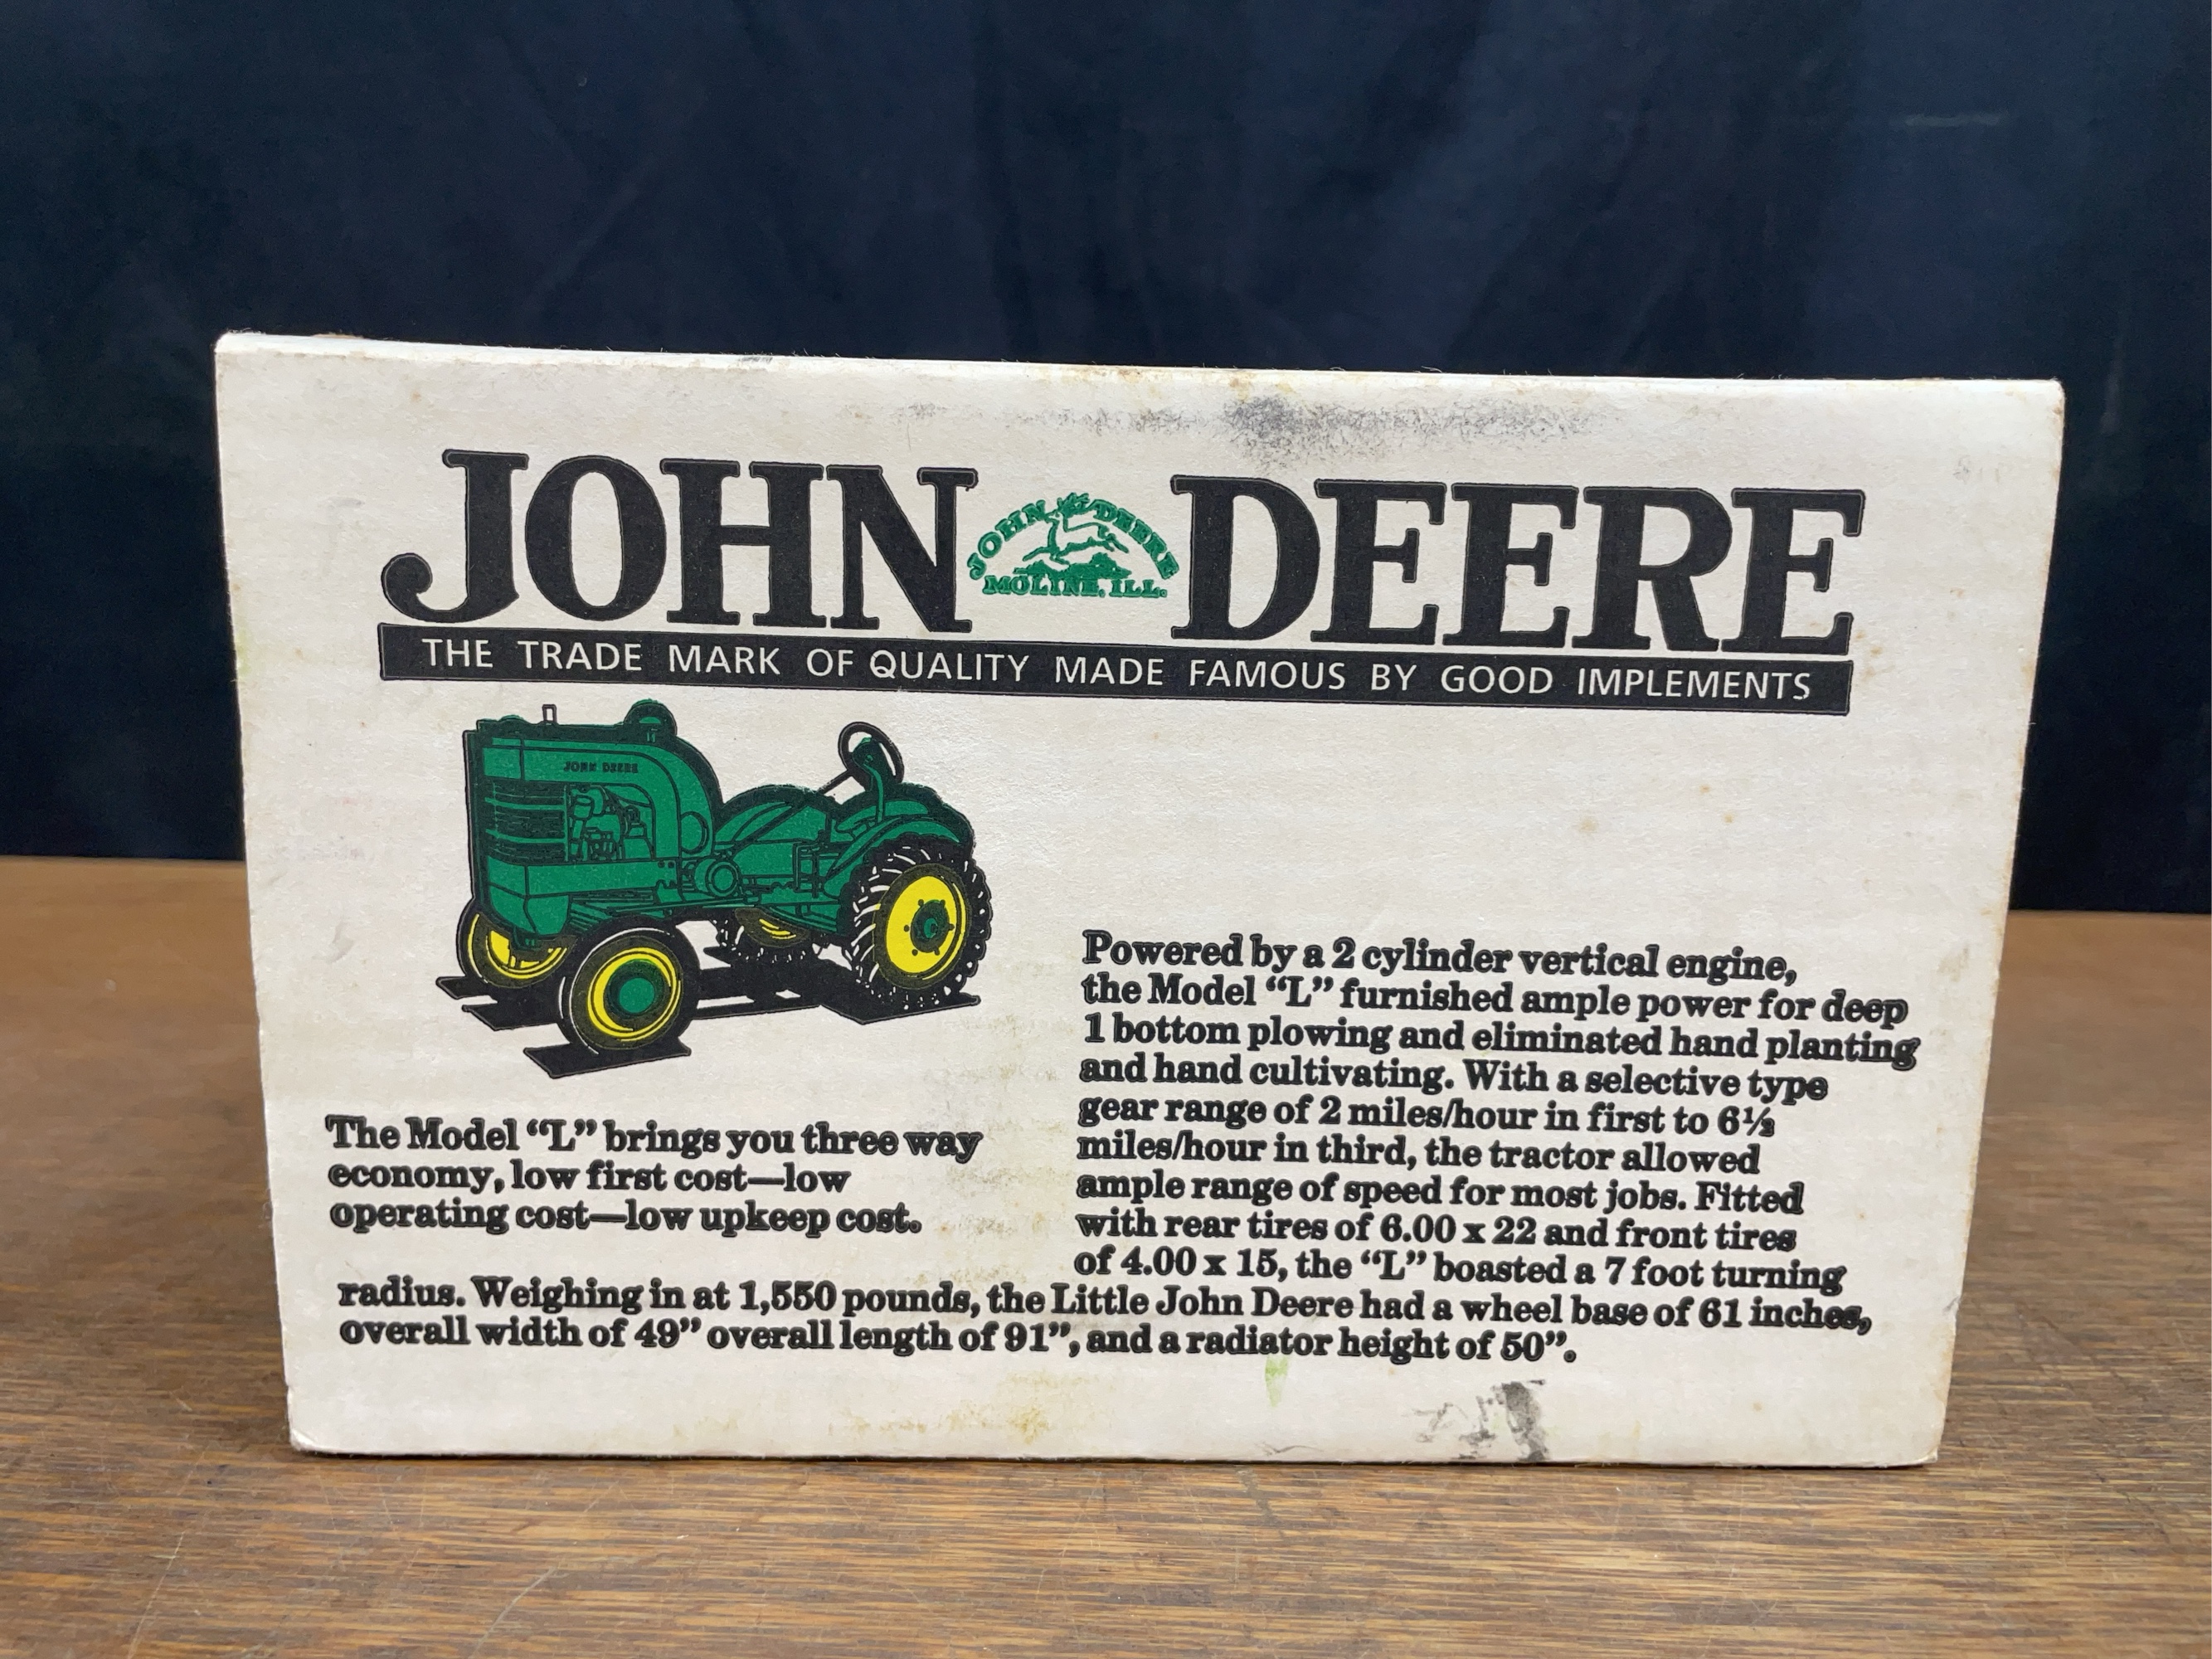 JOHN DEERE
JOHN DEERE
MOLINE, ILL.
THE TRADE MARK OF QUALITY MADE FAMOUS BY GOOD IMPLEMENTS
JOHN DEERE
The Model “L” brings you three way
economy, low first cost—low
operating cost—low upkeep cost.
Powered by a 2 cylinder vertical engine,
the Model “L” furnished ample power for deep
1 bottom plowing and eliminated hand planting
and hand cultivating. With a selective type
gear range of 2 miles/hour in first to 6½
miles/hour in third, the tractor allowed
ample range of speed for most jobs. Fitted
with rear tires of 6.00 x 22 and front tires
of 4.00 x 15, the “L” boasted a 7 foot turning
radius. Weighing in at 1,550 pounds, the Little John Deere had a wheel base of 61 inches,
overall width of 49” overall length of 91”, and a radiator height of 50”.